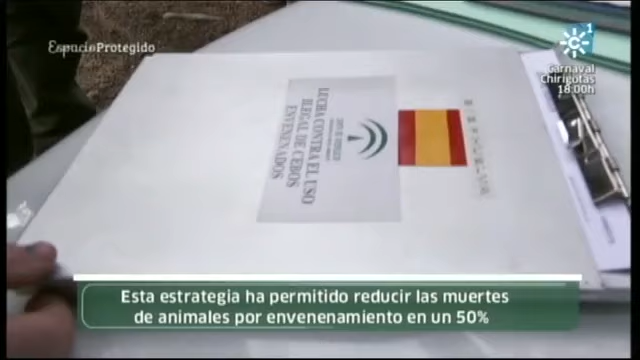 EspacioProtegido
1
Carnaval
Chirigotas
18.00h
LUCHA CONTRA EL USO
ILEGAL DE CEBOS
ENVENENADOS
Esta estrategia ha permitido reducir las muertes
de animales por envenenamiento en un 50%